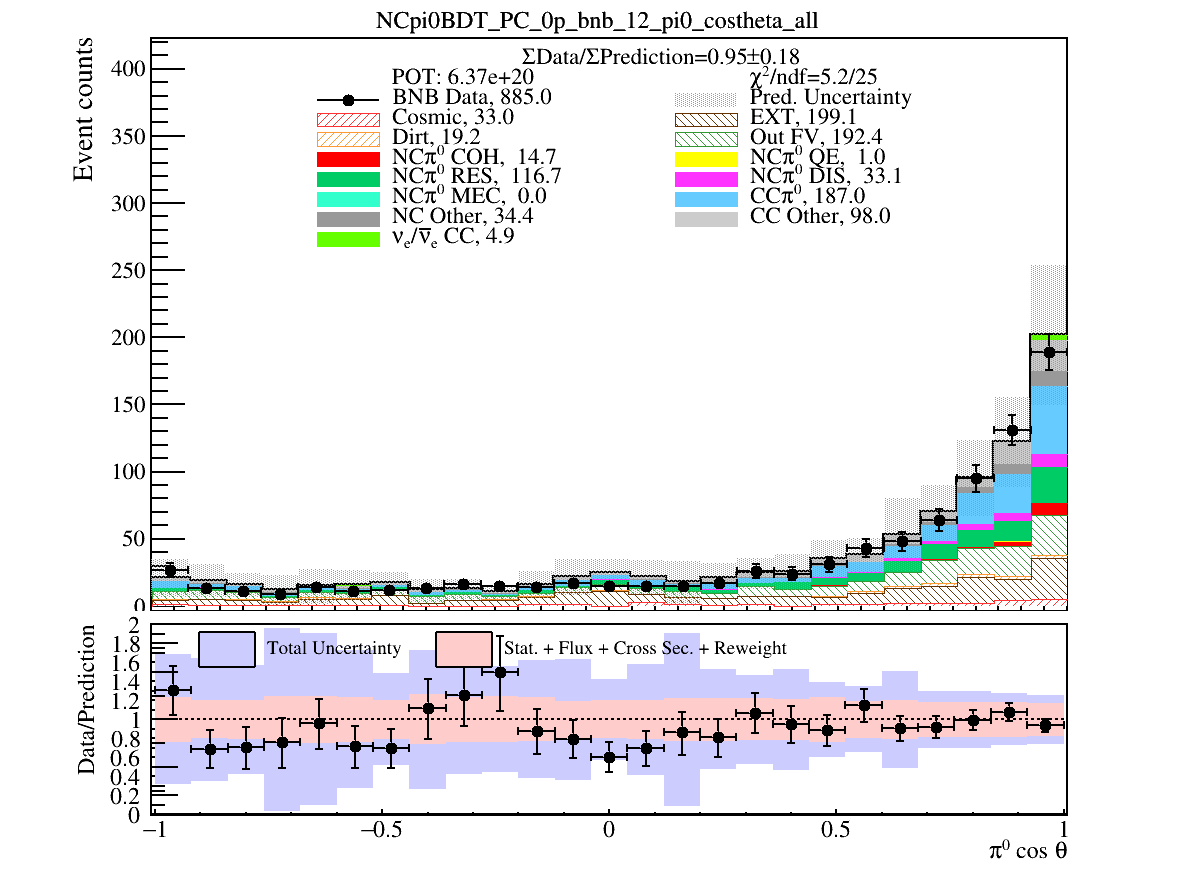 NCpi0BDT_PC_0p_bnb_12_pi0_costheta_all
ΣData/ΣPrediction=0.95±0.18
POT: 6.37e+20
χ²/ndf=5.2/25
BNB Data, 885.0
Pred. Uncertainty
Cosmic, 33.0
EXT, 199.1
Dirt, 19.2
Out FV, 192.4
NCπ⁰ COH, 14.7
NCπ⁰ QE, 1.0
NCπ⁰ RES, 116.7
NCπ⁰ DIS, 33.1
NCπ⁰ MEC, 0.0
CCπ⁰, 187.0
NC Other, 34.4
CC Other, 98.0
νₑ/ν̅ₑ CC, 4.9
Event counts
400
350
300
250
200
150
100
50
0
Data/Prediction
2
1.8
1.6
1.4
1.2
1
0.8
0.6
0.4
0.2
0
Total Uncertainty
Stat. + Flux + Cross Sec. + Reweight
−1
−0.5
0
0.5
1
π⁰ cos θ